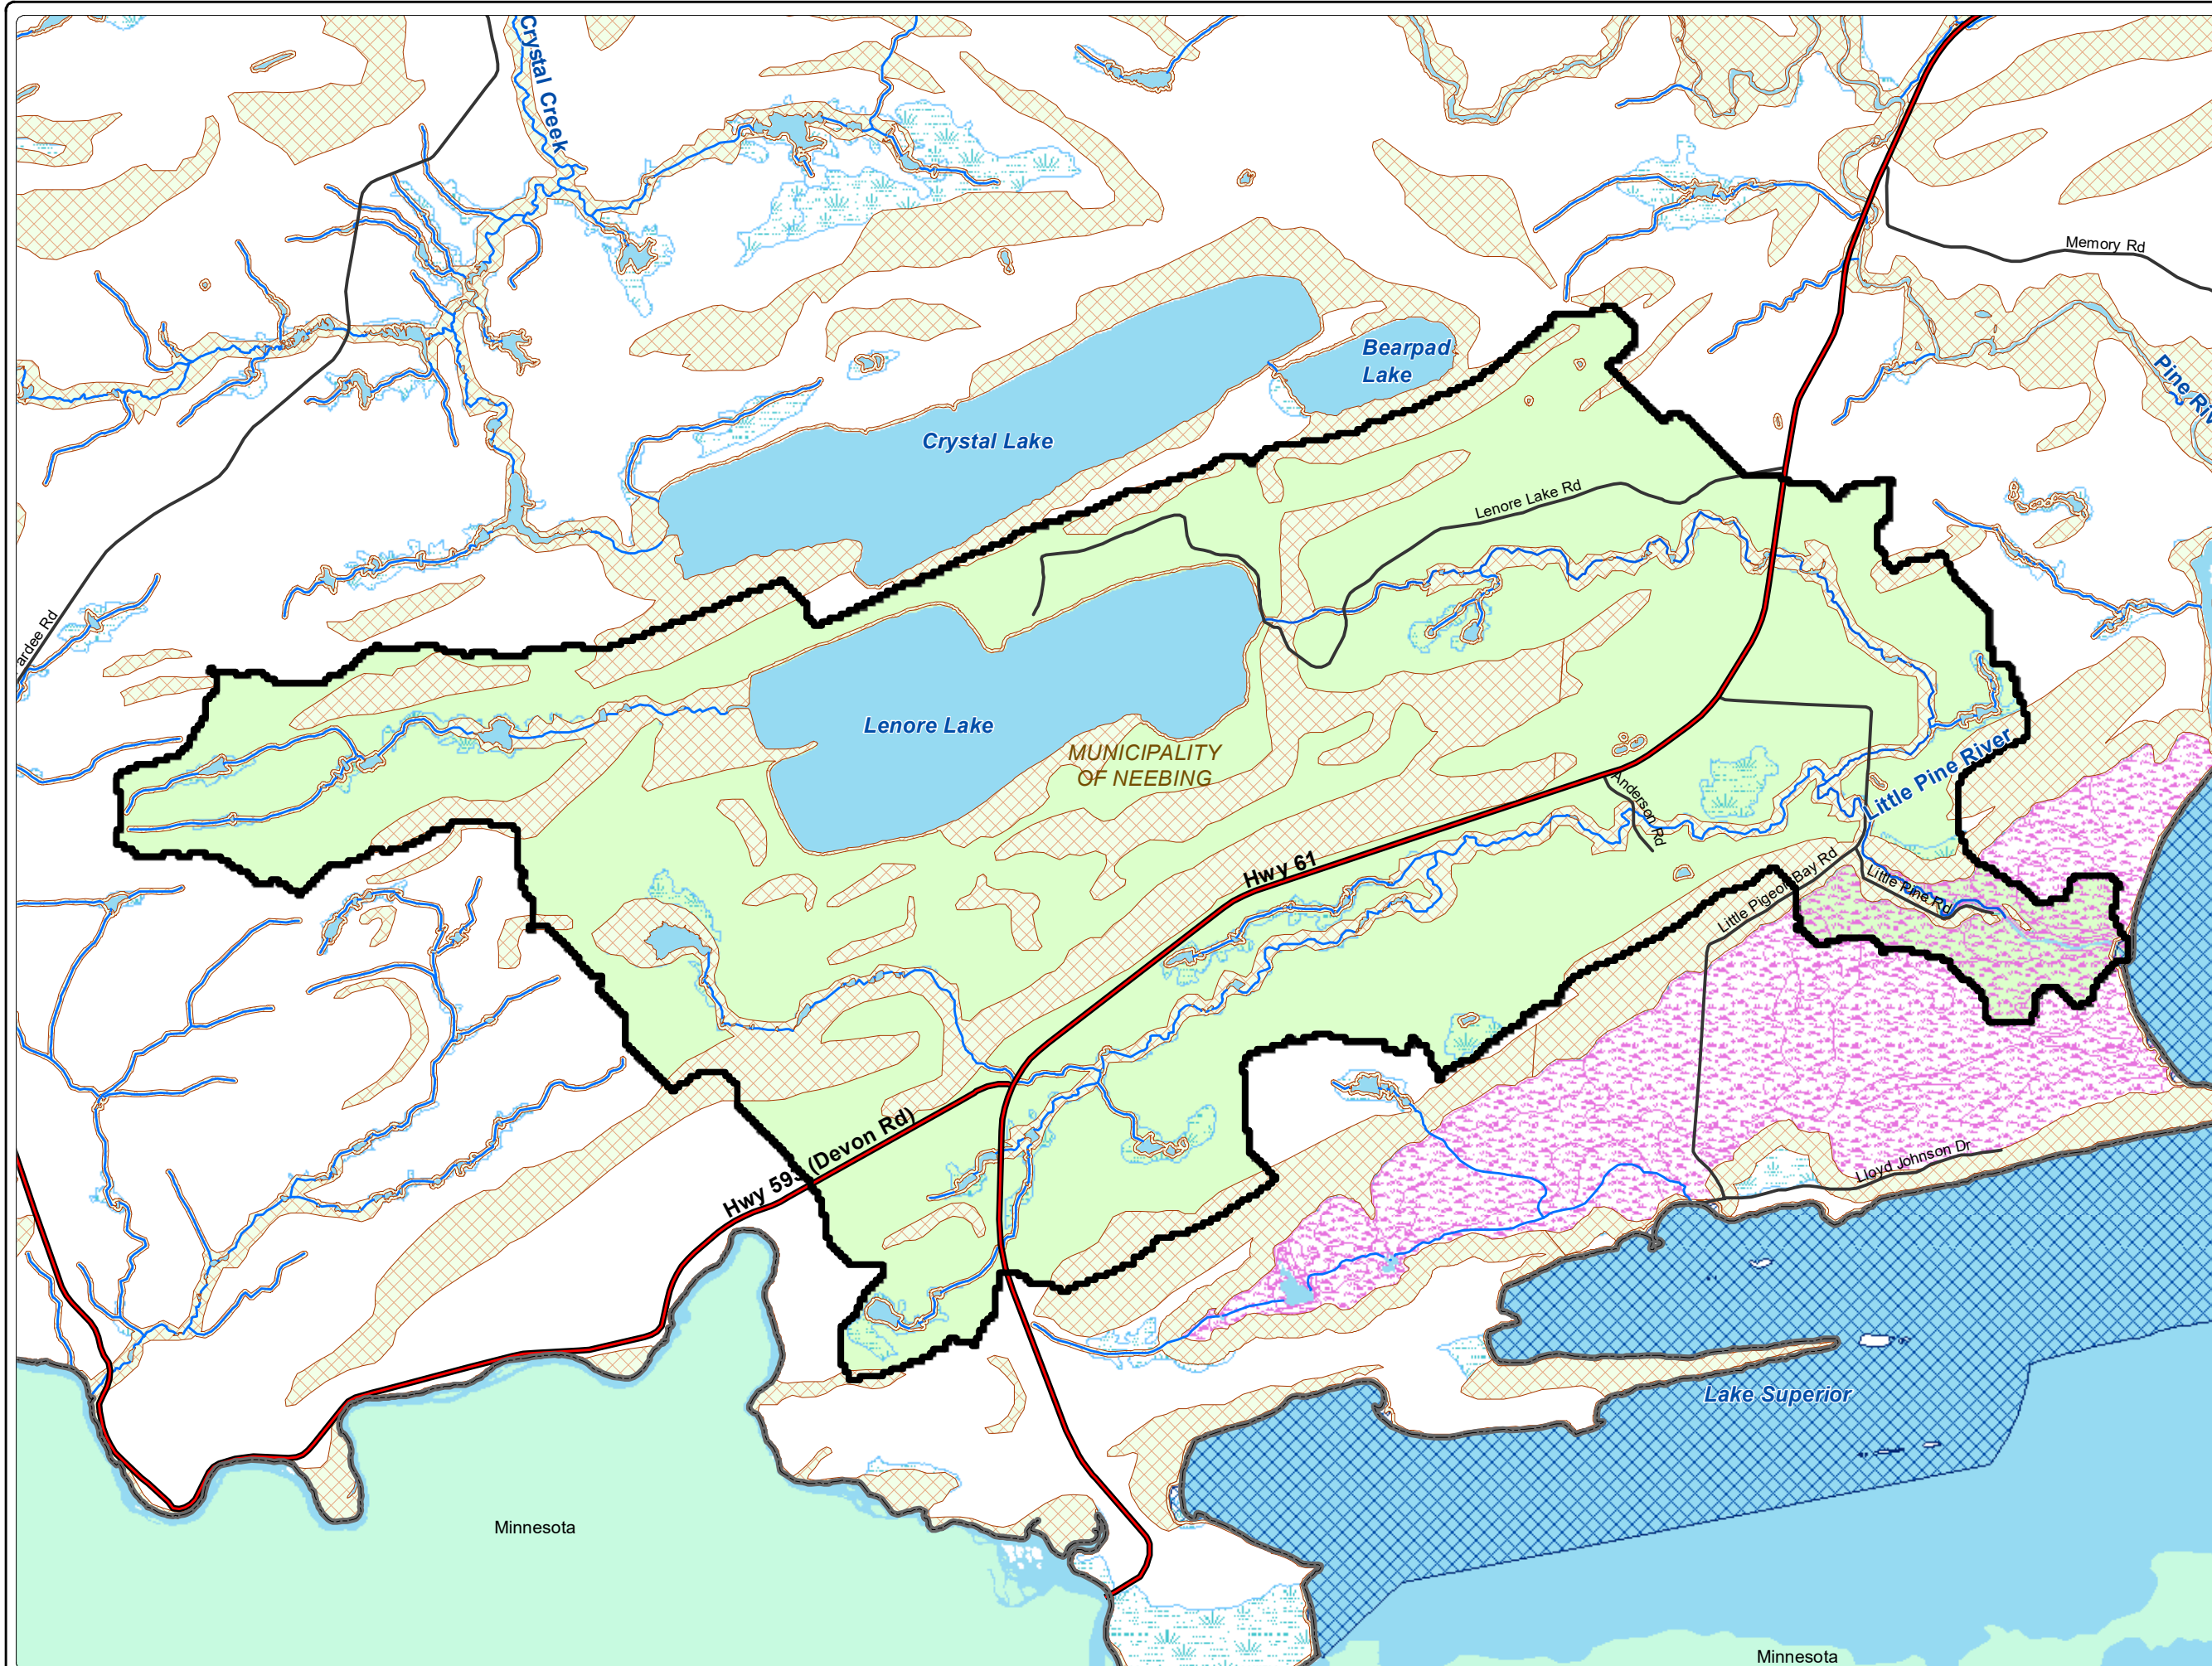 Crystal Creek
Memory Rd
Bearpad
Lake
Crystal Lake
Lenore Lake Rd
Lenore Lake
MUNICIPALITY
OF NEEBING
Little Pine River
Anderson Rd
Hwy 61
Little Pigeon Bay Rd
Little Pine Rd
Hwy 593 (Devon Rd)
Lloyd Johnson Dr
Lake Superior
Minnesota
Minnesota
ardee Rd
Pine Riv